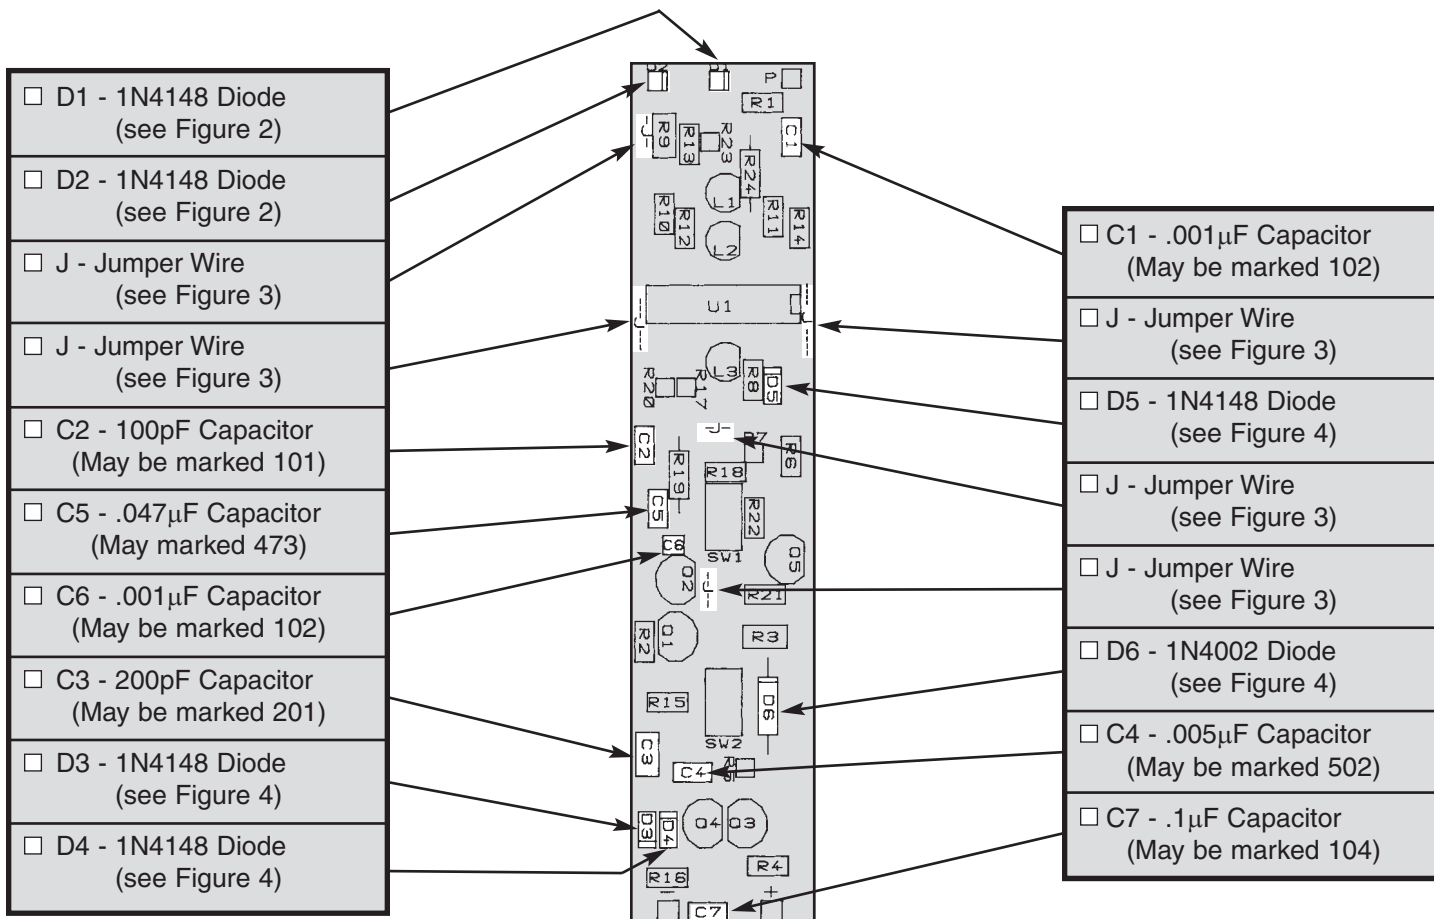 ☐ D1 - 1N4148 Diode
(see Figure 2)
☐ D2 - 1N4148 Diode
(see Figure 2)
☐ J - Jumper Wire
(see Figure 3)
☐ J - Jumper Wire
(see Figure 3)
☐ C2 - 100pF Capacitor
(May be marked 101)
☐ C5 - .047μF Capacitor
(May marked 473)
☐ C6 - .001μF Capacitor
(May be marked 102)
☐ C3 - 200pF Capacitor
(May be marked 201)
☐ D3 - 1N4148 Diode
(see Figure 4)
☐ D4 - 1N4148 Diode
(see Figure 4)
P
R1
-J-
R9
R13
R23
C1
R24
L1
R10
R12
R11
R14
L2
U1
--J--
L3
R8
D5
R20
R17
-J-
C2
R19
R18
R6
C5
R22
SW1
C6
Q2
Q5
--J--
R21
R2
Q1
R3
R15
D6
SW2
C3
C4
D3
D4
Q4
Q3
R16
R4
–
+
C7
☐ C1 - .001μF Capacitor
(May be marked 102)
☐ J - Jumper Wire
(see Figure 3)
☐ D5 - 1N4148 Diode
(see Figure 4)
☐ J - Jumper Wire
(see Figure 3)
☐ J - Jumper Wire
(see Figure 3)
☐ D6 - 1N4002 Diode
(see Figure 4)
☐ C4 - .005μF Capacitor
(May be marked 502)
☐ C7 - .1μF Capacitor
(May be marked 104)